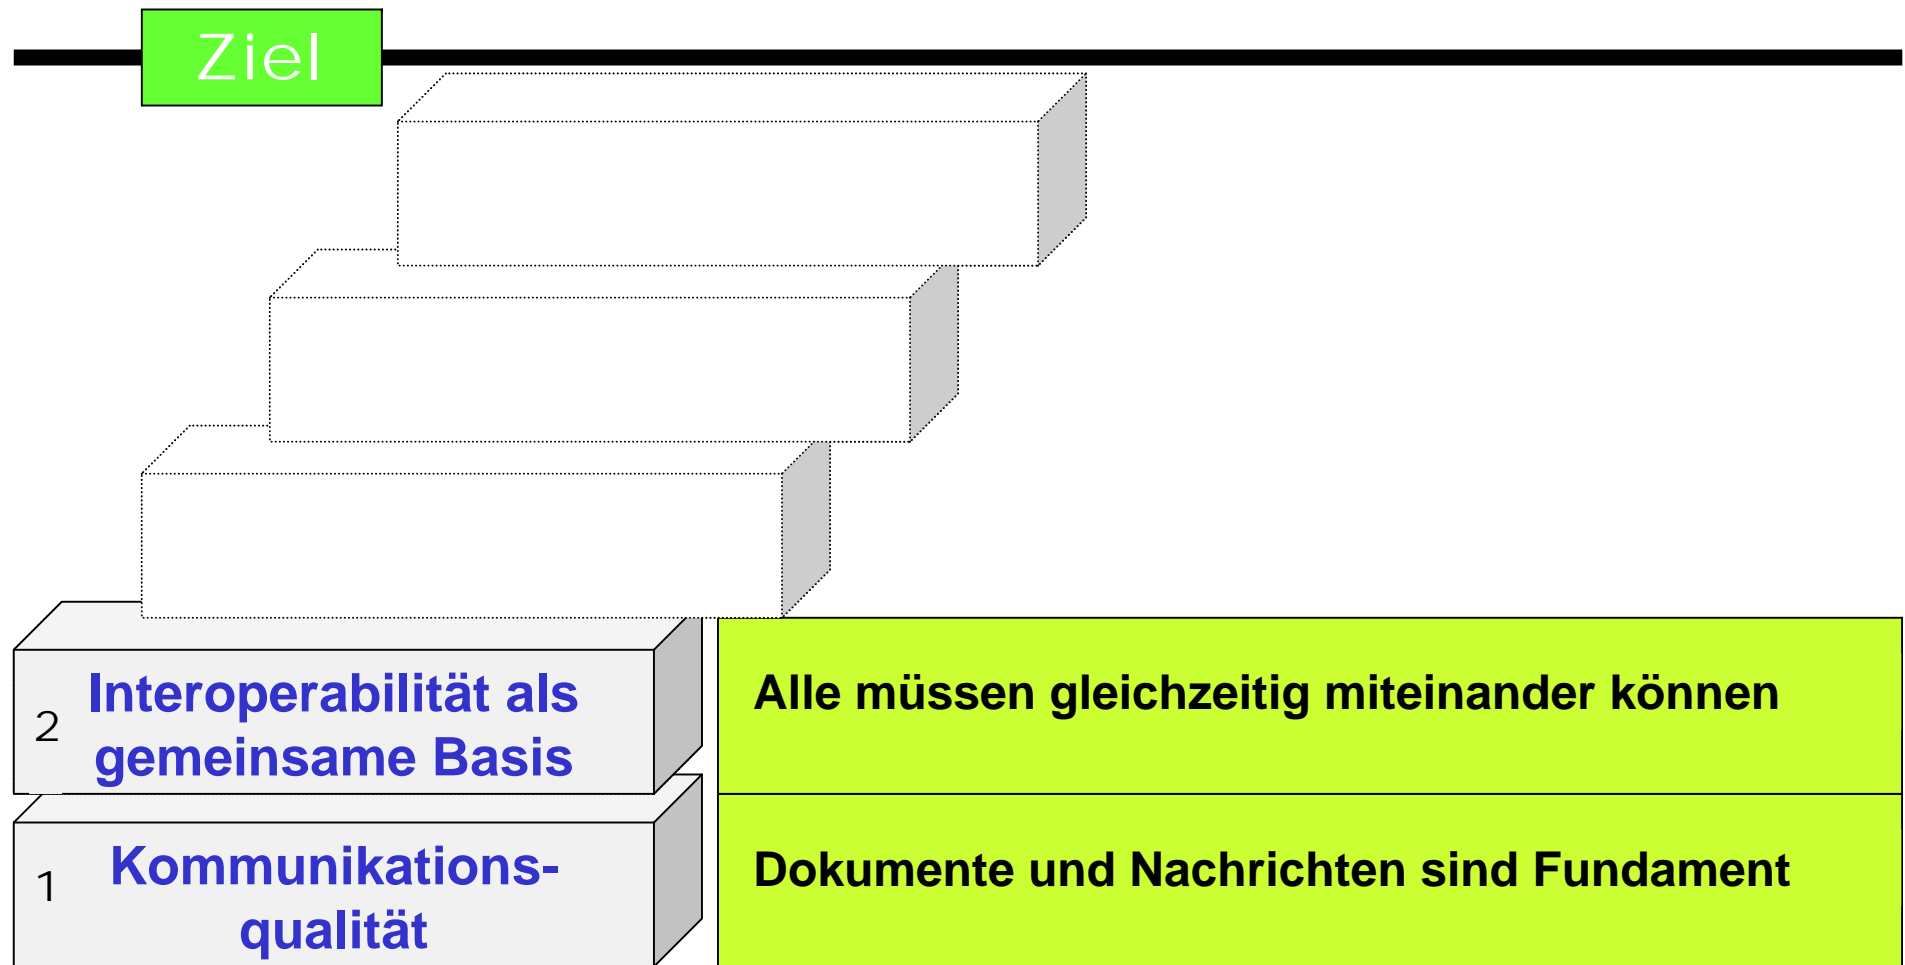 Ziel
2
Interoperabilität als
gemeinsame Basis
Alle müssen gleichzeitig miteinander können
1
Kommunikations-
qualität
Dokumente und Nachrichten sind Fundament